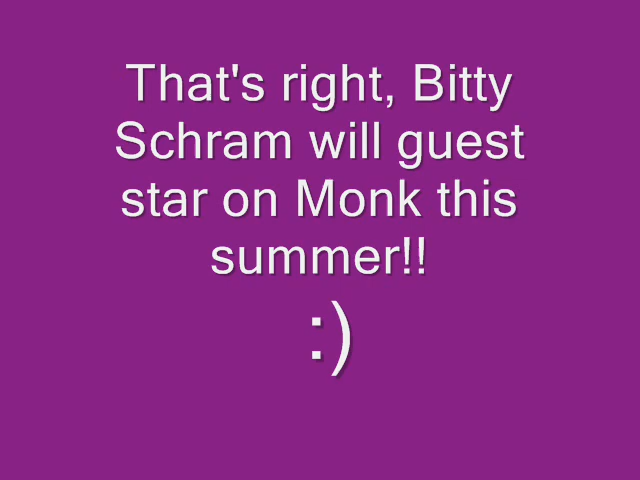 That's right, Bitty
Schram will guest
star on Monk this
summer!!
:)